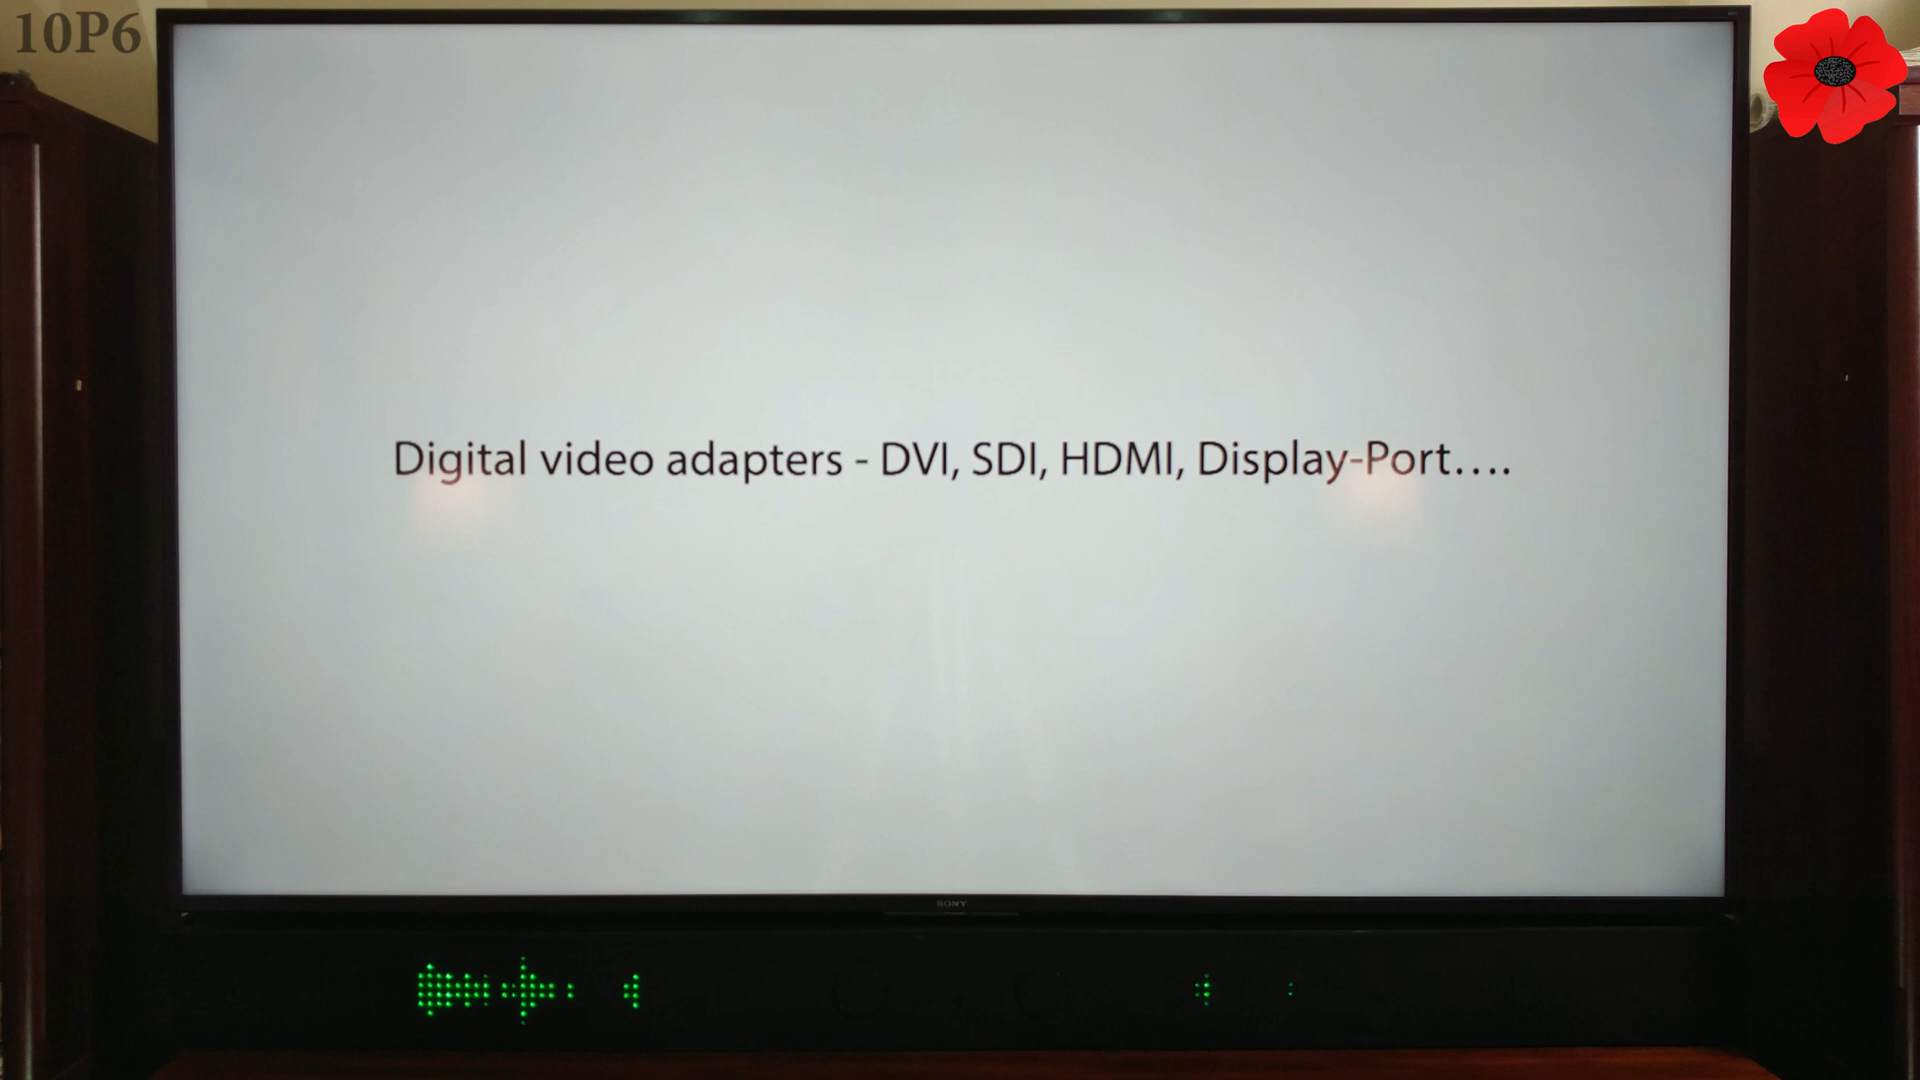 10P6
Digital video adapters - DVI, SDI, HDMI, Display-Port....
SONY